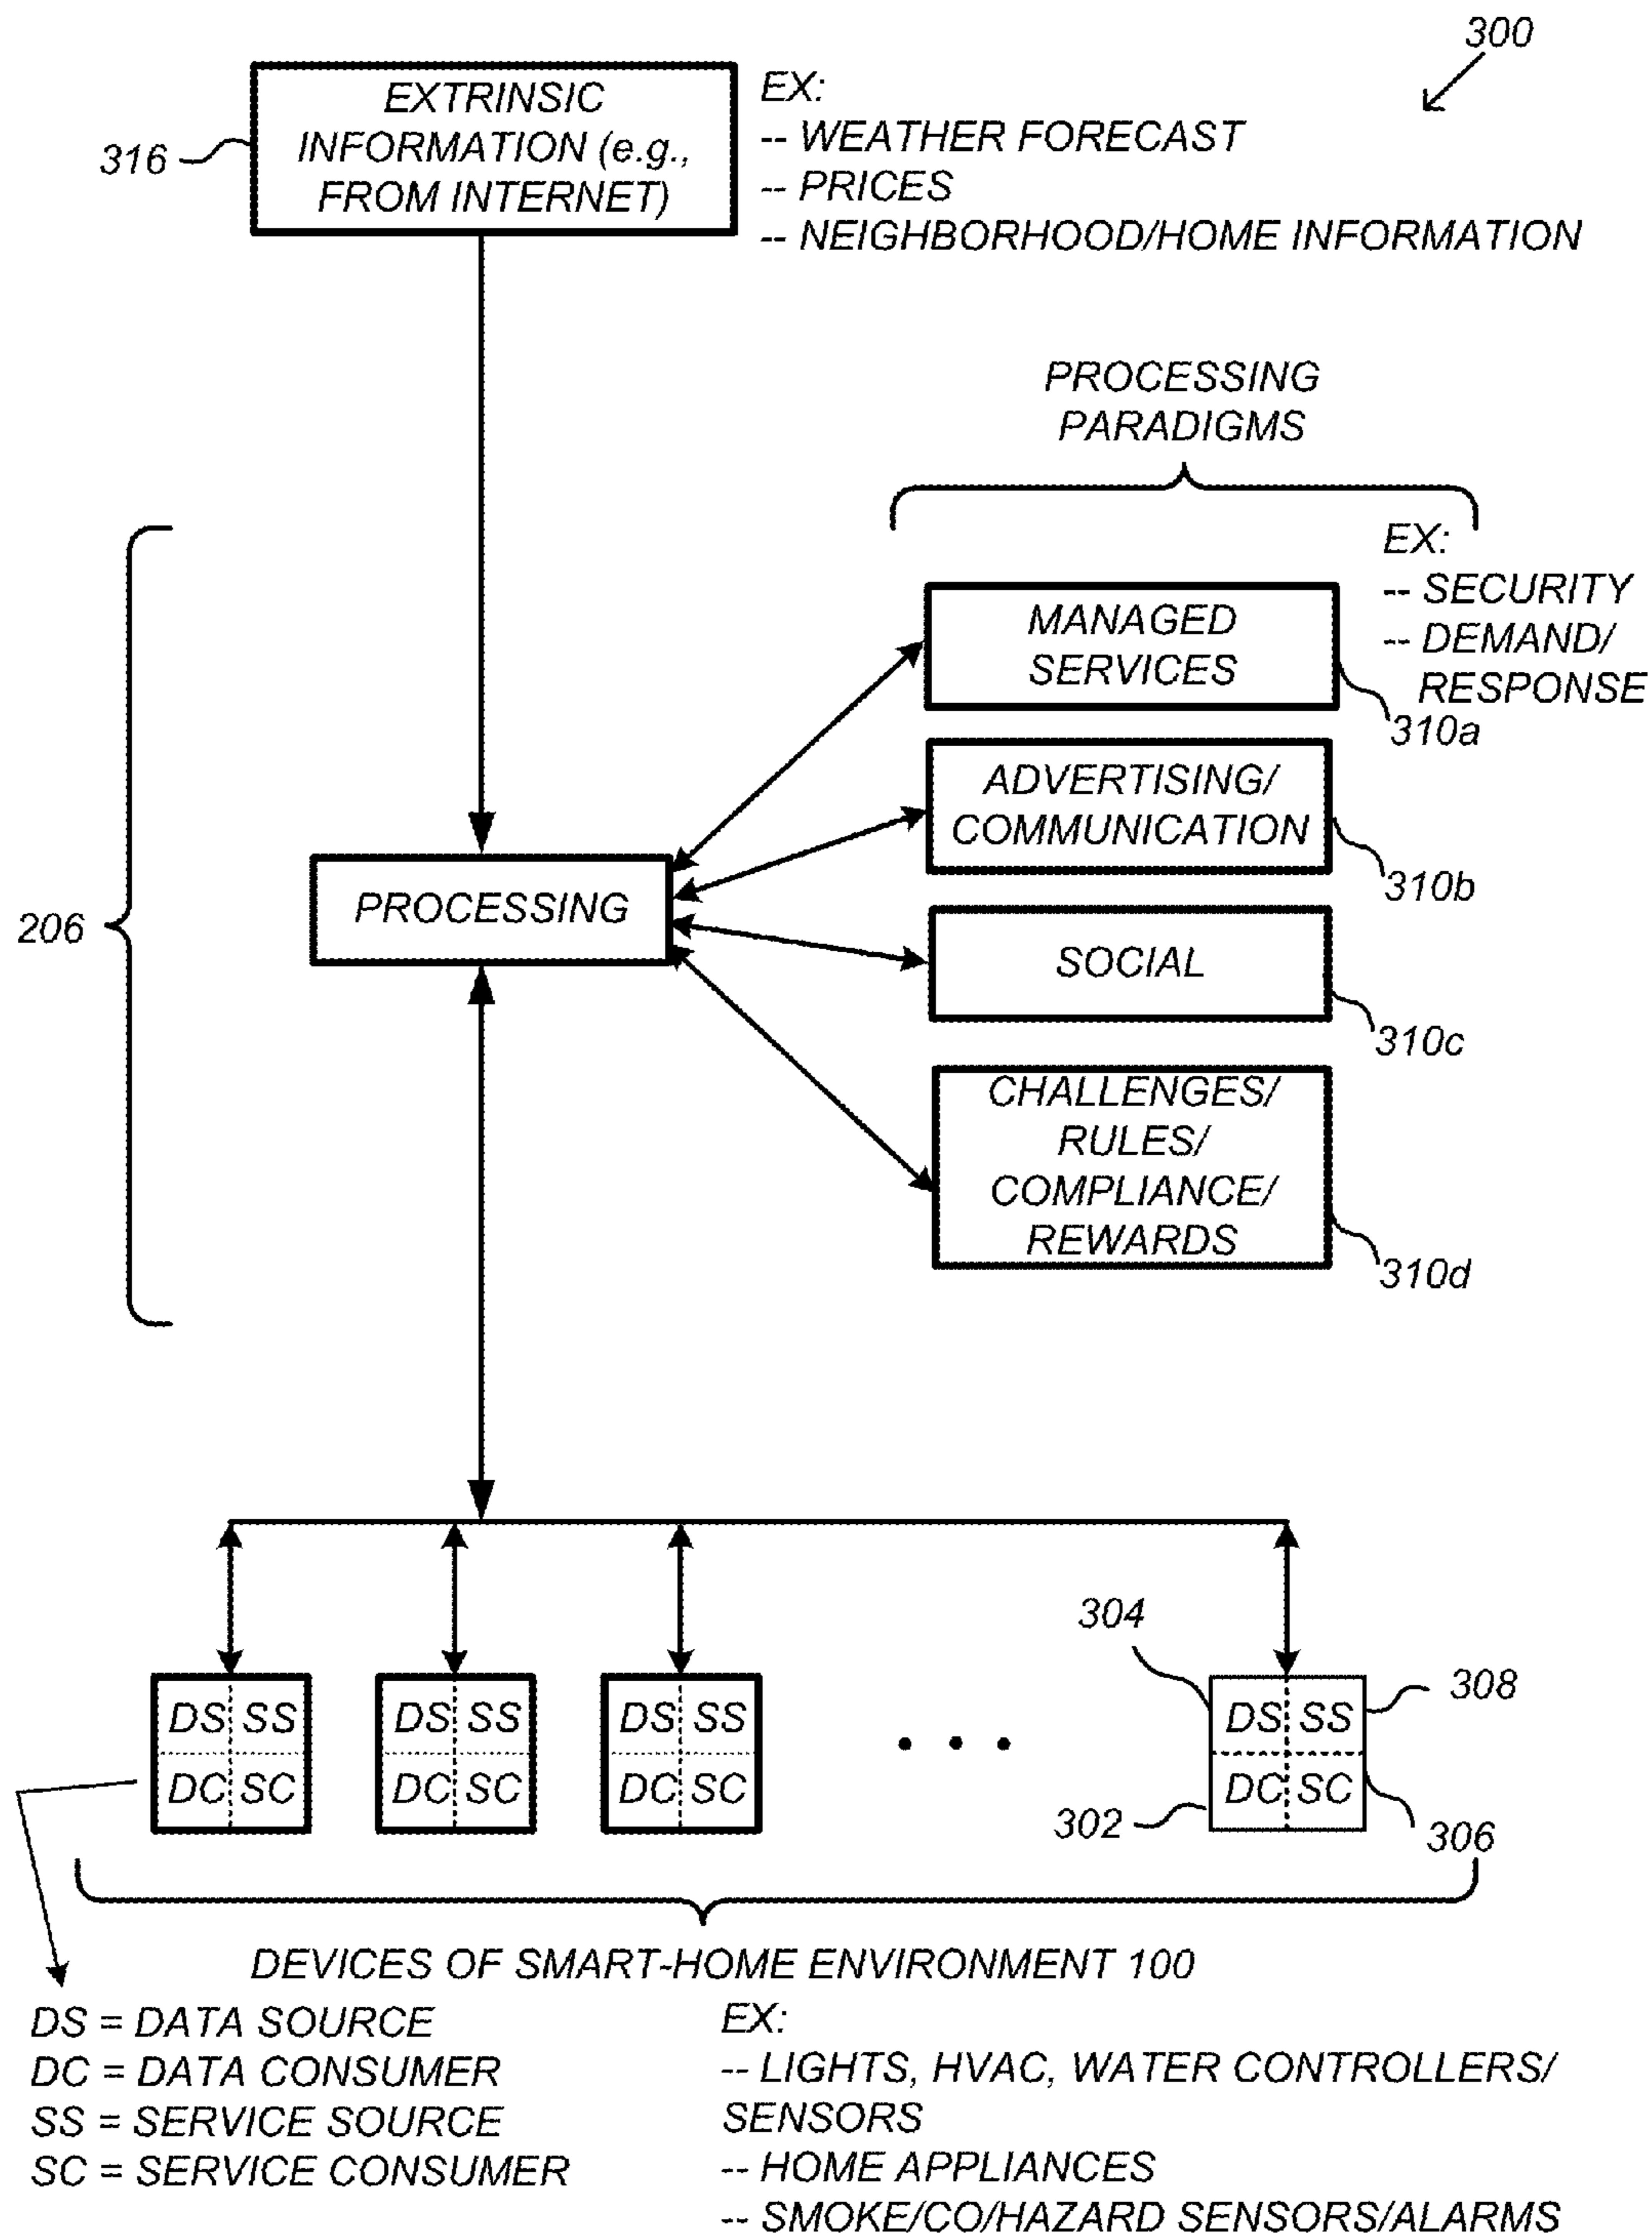 300
EXTRINSIC
INFORMATION (e.g.,
FROM INTERNET)
316
EX:
-- WEATHER FORECAST
-- PRICES
-- NEIGHBORHOOD/HOME INFORMATION
PROCESSING
PARADIGMS
EX:
-- SECURITY
-- DEMAND/
RESPONSE
MANAGED
SERVICES
310a
ADVERTISING/
COMMUNICATION
310b
PROCESSING
206
SOCIAL
310c
CHALLENGES/
RULES/
COMPLIANCE/
REWARDS
310d
304
308
DS SS
DC SC
DS SS
DC SC
DS SS
DC SC
. . .
DS SS
DC SC
302
306
DEVICES OF SMART-HOME ENVIRONMENT 100
DS = DATA SOURCE
DC = DATA CONSUMER
SS = SERVICE SOURCE
SC = SERVICE CONSUMER
EX:
-- LIGHTS, HVAC, WATER CONTROLLERS/
SENSORS
-- HOME APPLIANCES
-- SMOKE/CO/HAZARD SENSORS/ALARMS